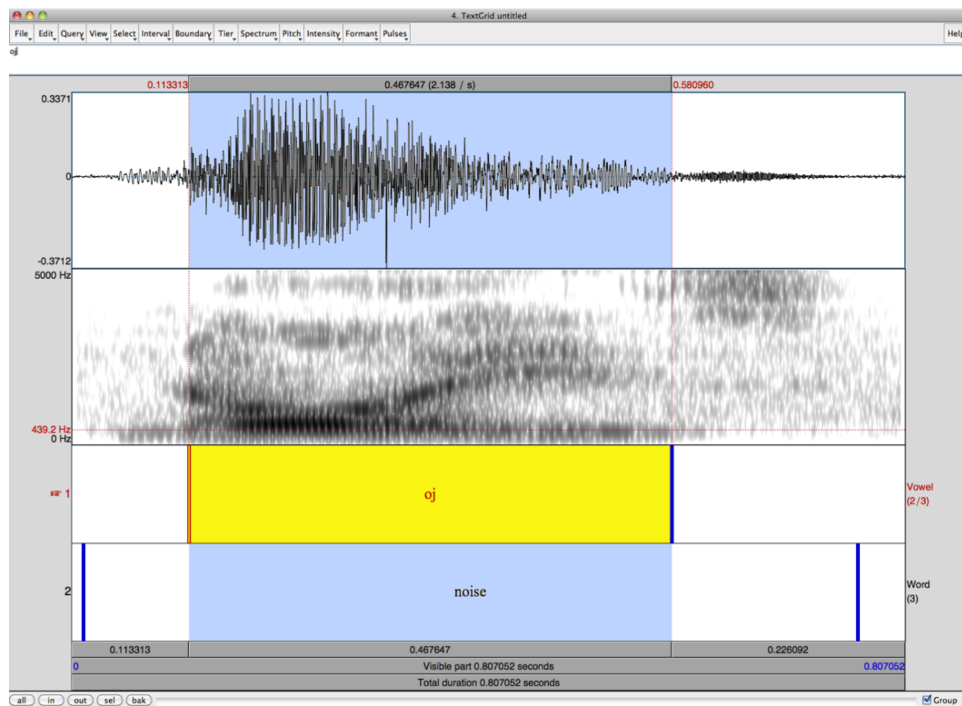 4. TextGrid untitled
File Edit Query View Select Interval Boundary Tier Spectrum Pitch Intensity Formant Pulses Help
oj
0.113313 0.467647 (2.138 / s) 0.580960
0.3371
0
-0.3712
5000 Hz
439.2 Hz
0 Hz
1 oj Vowel
(2/3)
2 noise Word
(3)
0.113313 0.467647 0.226092
0 Visible part 0.807052 seconds 0.807052
Total duration 0.807052 seconds
all in out sel bak Group